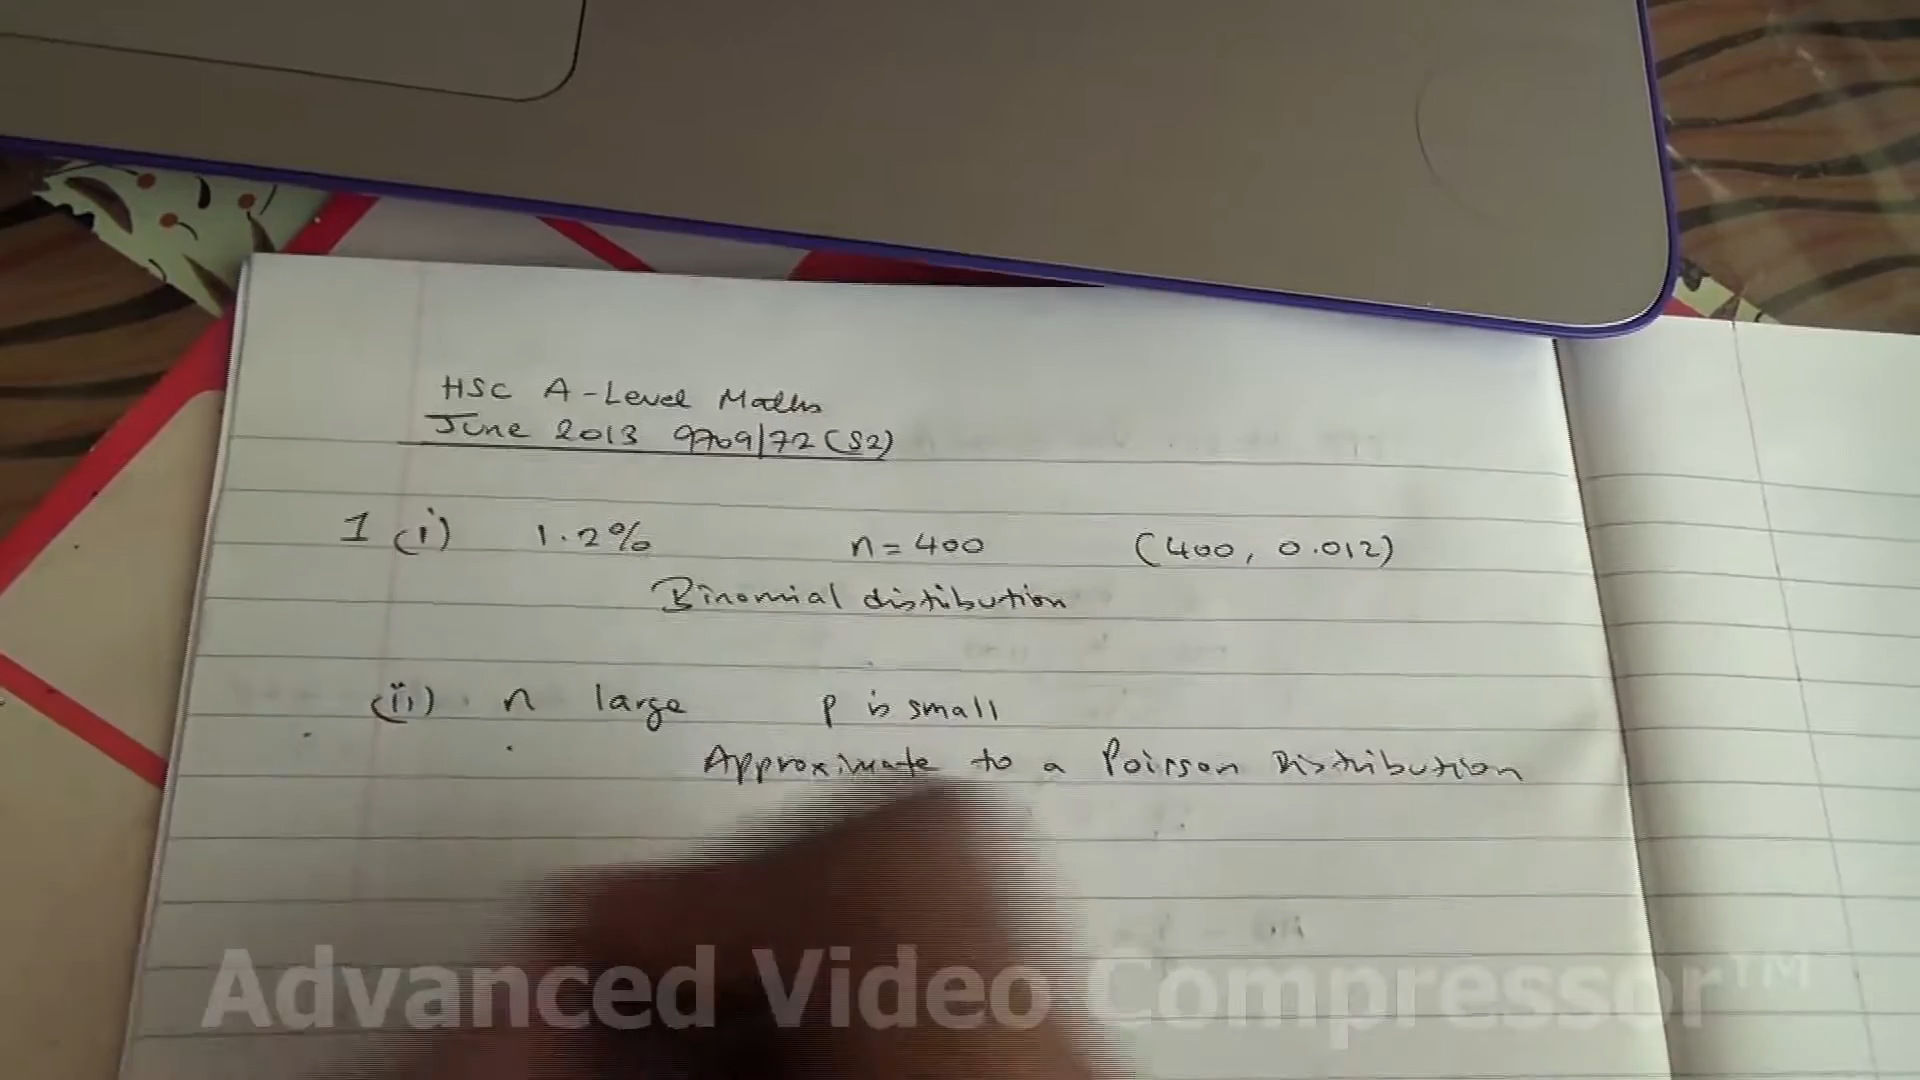 HSC A-Level Maths
June 2013 9709/72 (S2)
1 (i) 1.2% n = 400 (400, 0.012)
Binomial distibution
(ii) n large p is small
Approximate to a Poisson Distribution
Advanced Video Compressor™